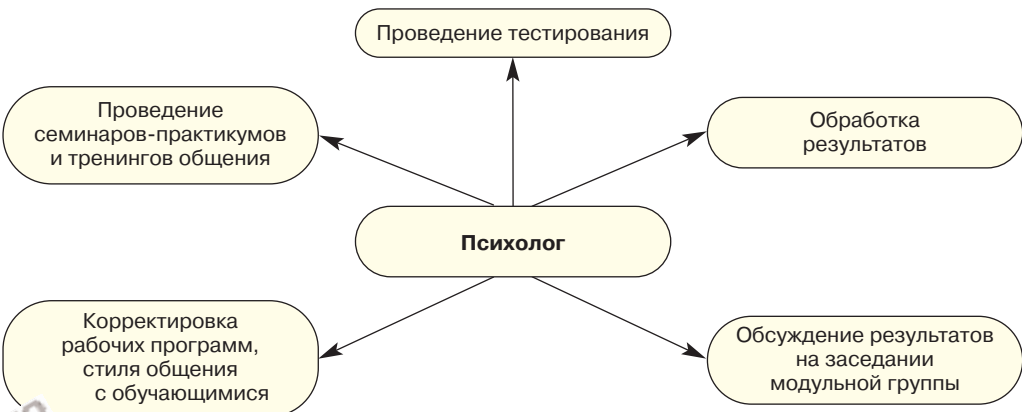 Проведение тестирования
Проведение
семинаров-практикумов
и тренингов общения
Обработка
результатов
Психолог
Корректировка
рабочих программ,
стиля общения
с обучающимися
Обсуждение результатов
на заседании
модульной группы